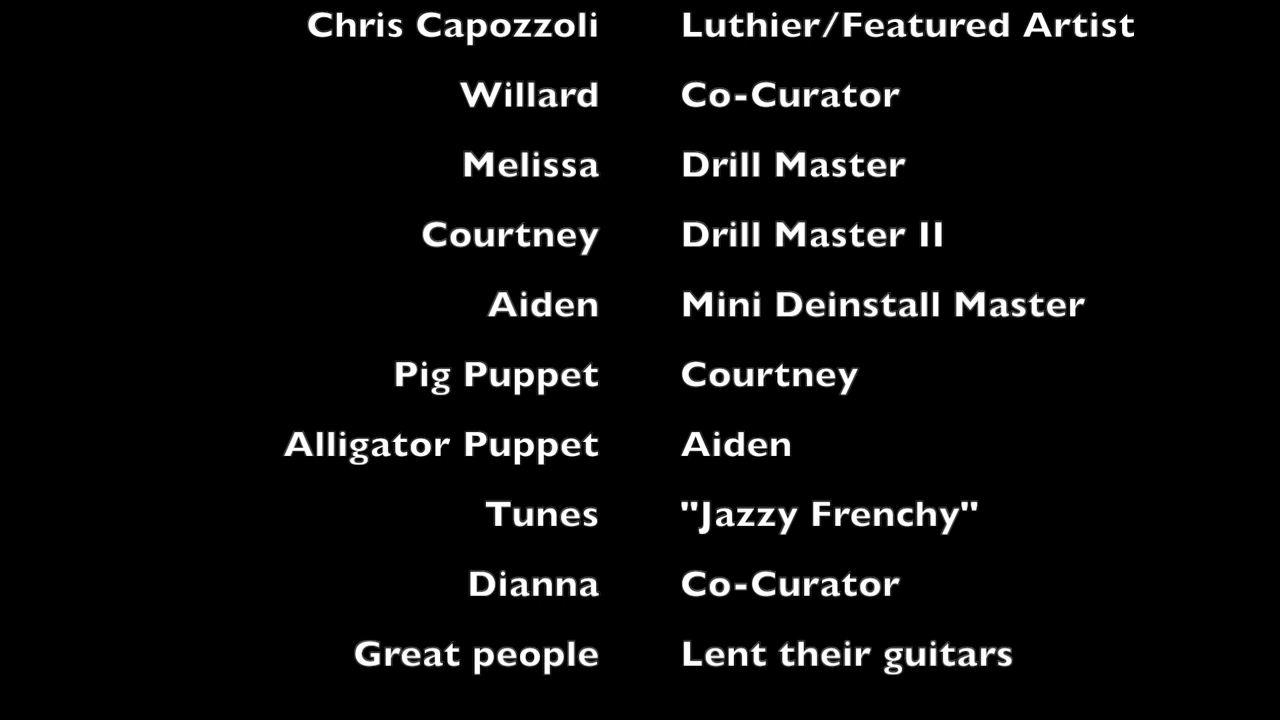 Chris Capozzoli Luthier/Featured Artist
Willard Co-Curator
Melissa Drill Master
Courtney Drill Master II
Aiden Mini Deinstall Master
Pig Puppet Courtney
Alligator Puppet Aiden
Tunes "Jazzy Frenchy"
Dianna Co-Curator
Great people Lent their guitars